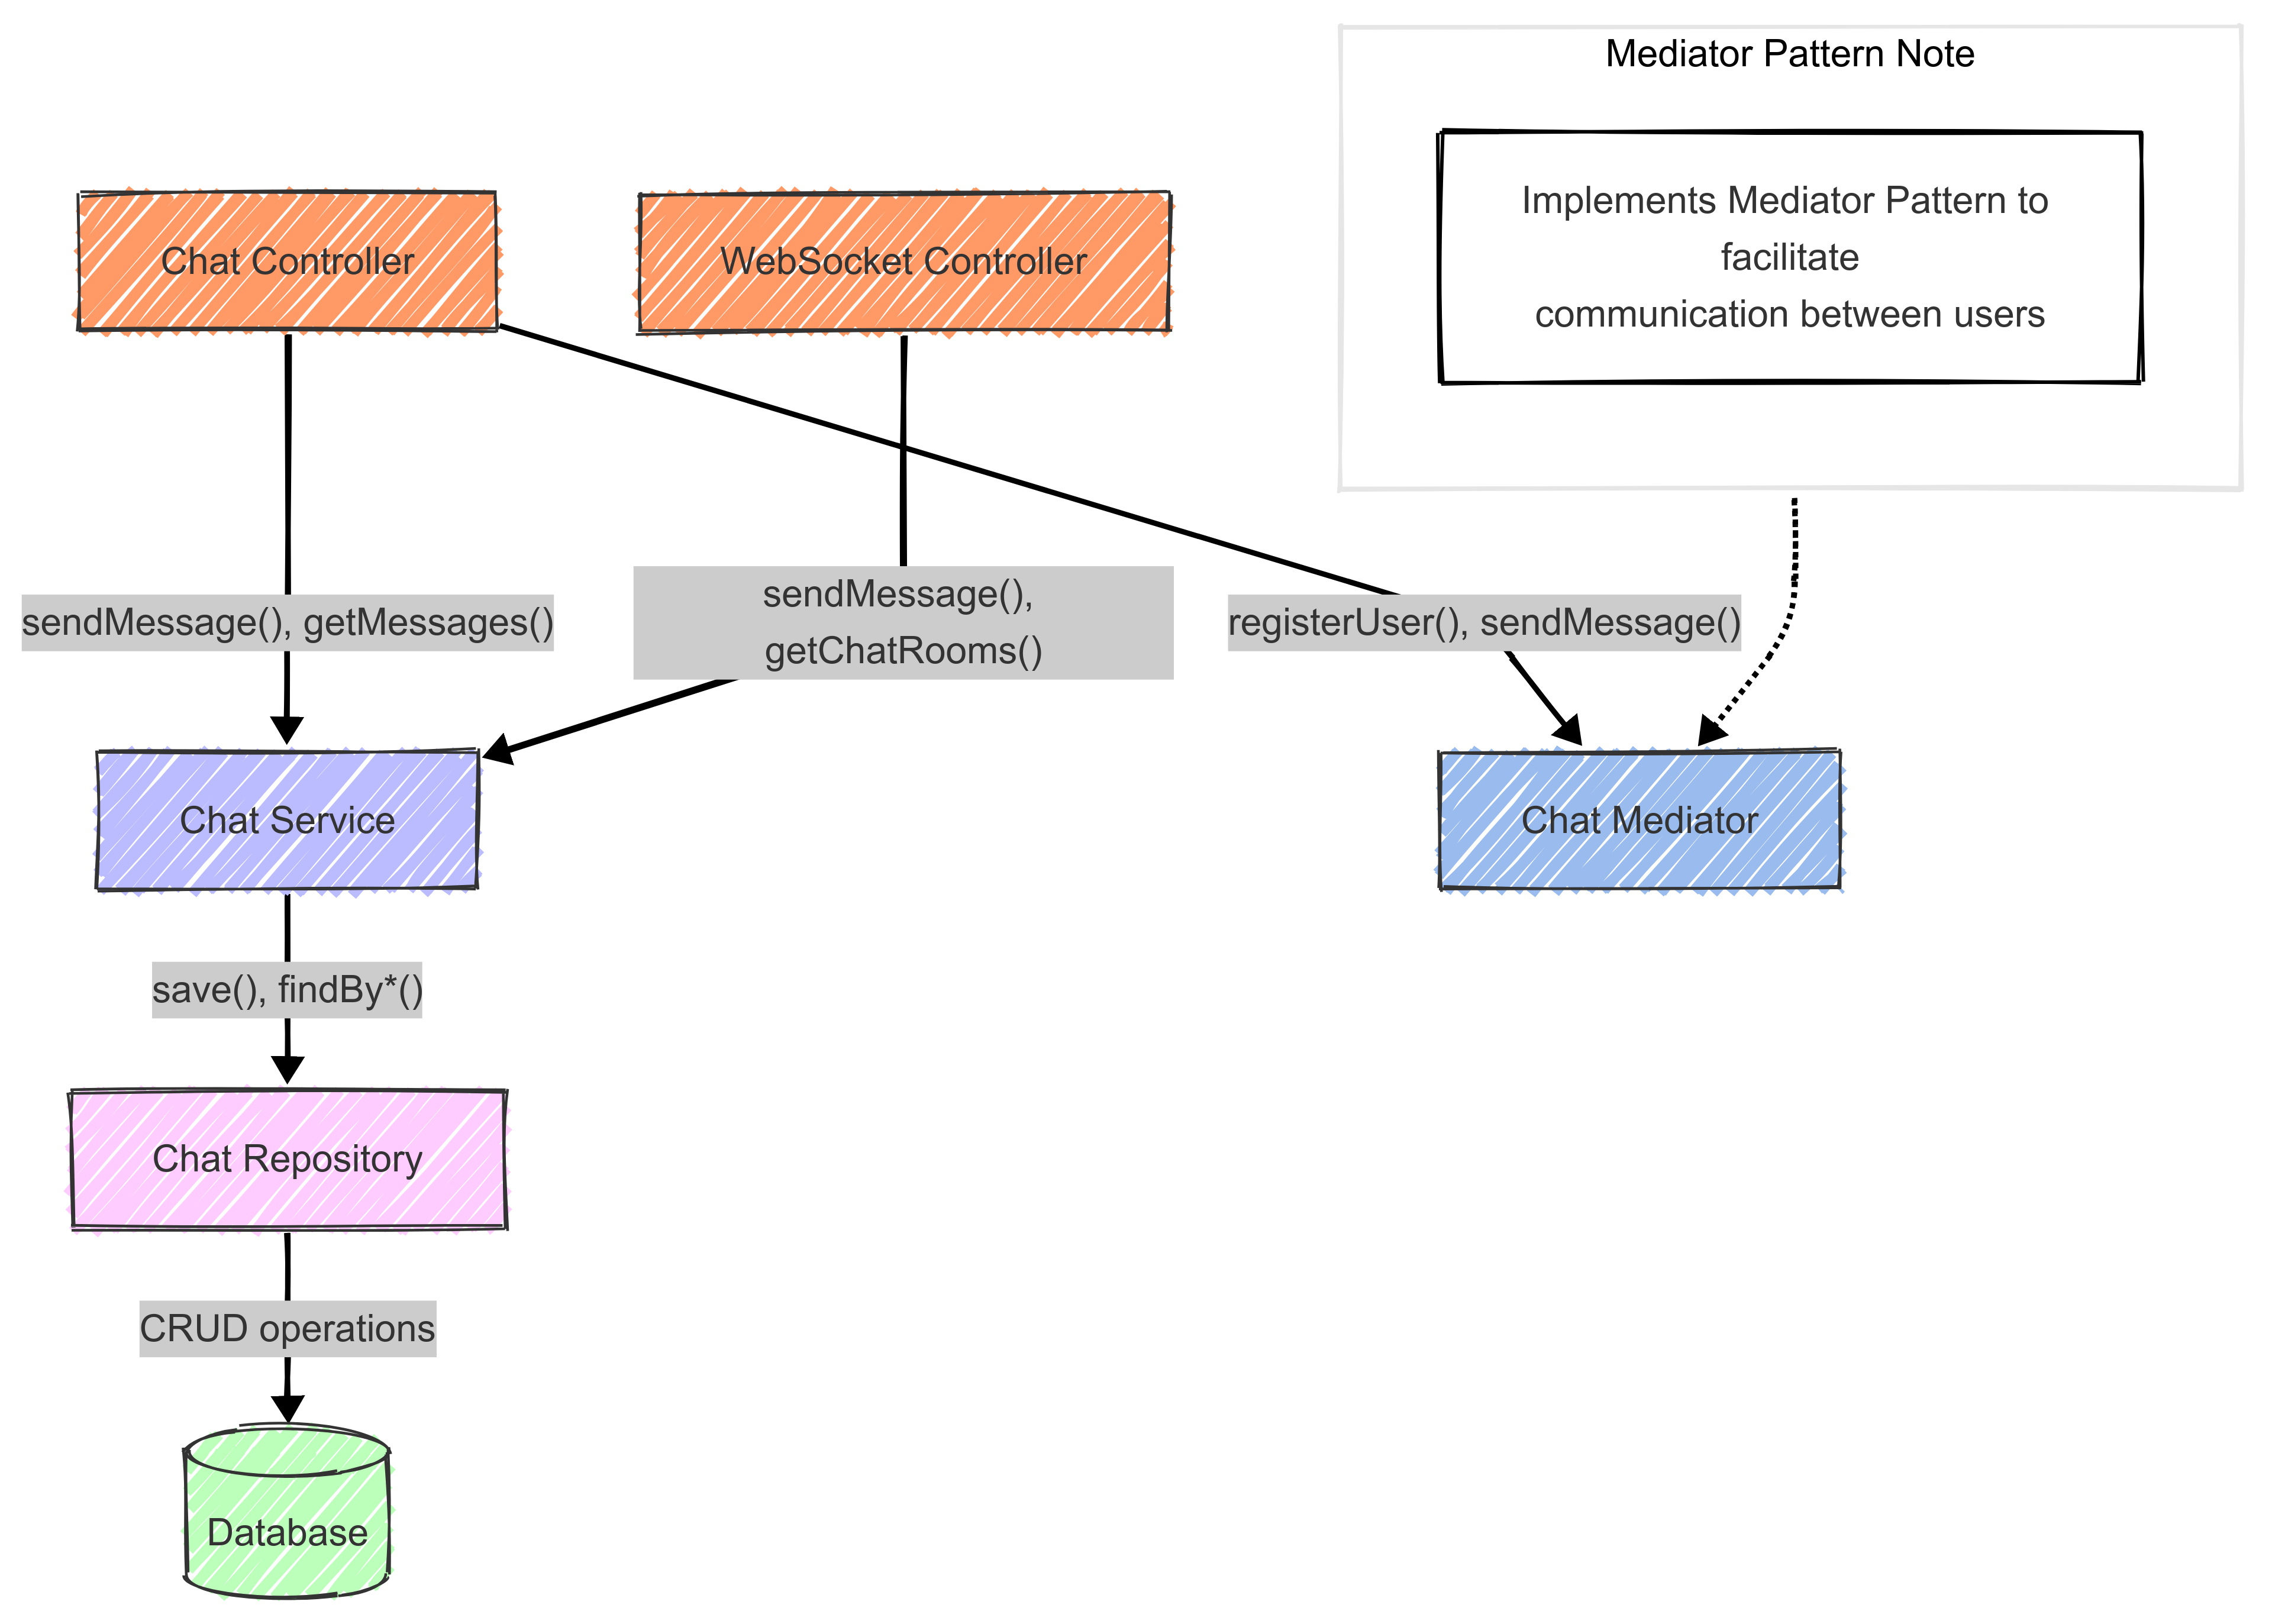 Mediator Pattern Note
Implements Mediator Pattern to
facilitate
communication between users
Chat Controller
WebSocket Controller
sendMessage(), getMessages()
sendMessage(),
getChatRooms()
registerUser(), sendMessage()
Chat Service
Chat Mediator
save(), findBy*()
Chat Repository
CRUD operations
Database